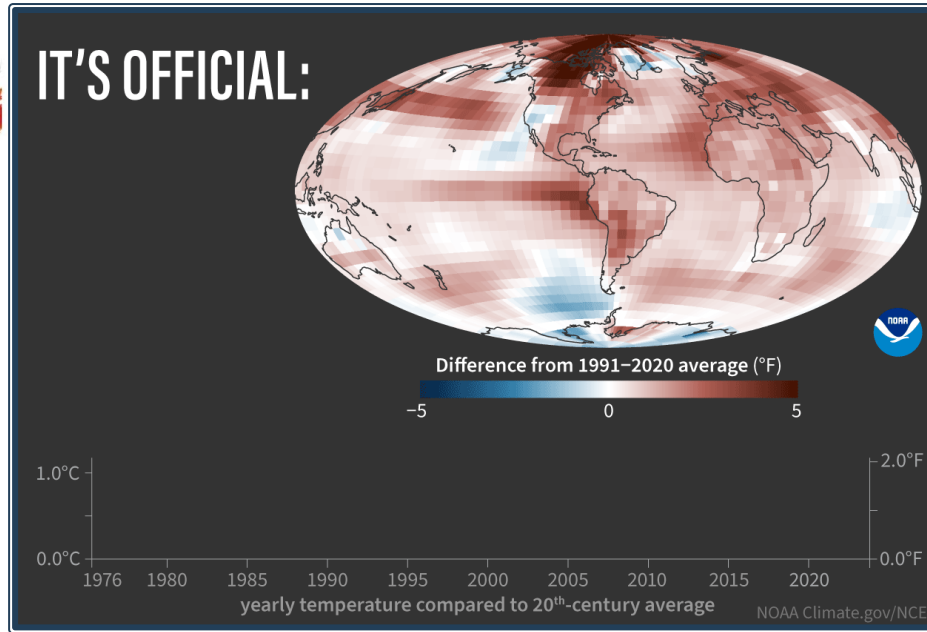 IT'S OFFICIAL:
NOAA
Difference from 1991–2020 average (°F)
−5 0 5
1.0°C 2.0°F
0.0°C 0.0°F
1976 1980 1985 1990 1995 2000 2005 2010 2015 2020
yearly temperature compared to 20th-century average
NOAA Climate.gov/NCE